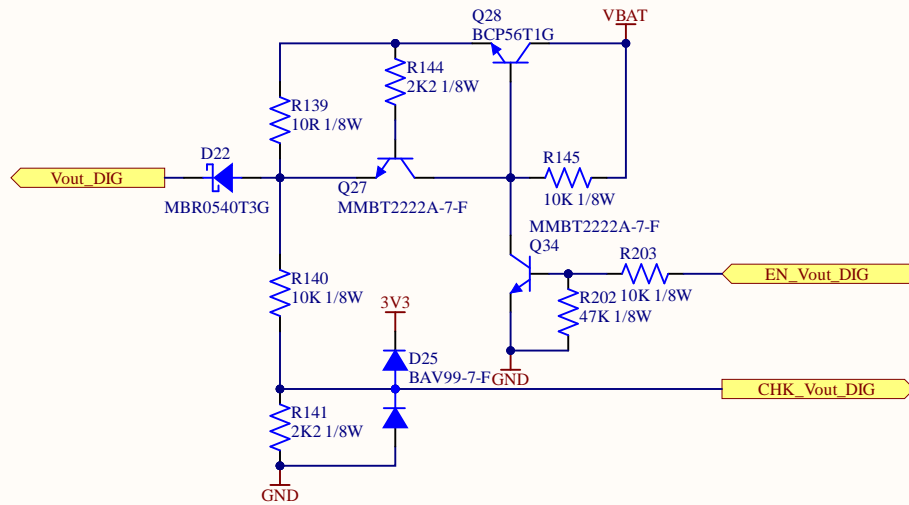 Q28
BCP56T1G
VBAT
R144
2K2 1/8W
R139
10R 1/8W
D22
Vout_DIG
MBR0540T3G
Q27
MMBT2222A-7-F
R145
10K 1/8W
MMBT2222A-7-F
Q34
R203
10K 1/8W
EN_Vout_DIG
R202
47K 1/8W
R140
10K 1/8W
3V3
D25
BAV99-7-F
GND
CHK_Vout_DIG
R141
2K2 1/8W
GND